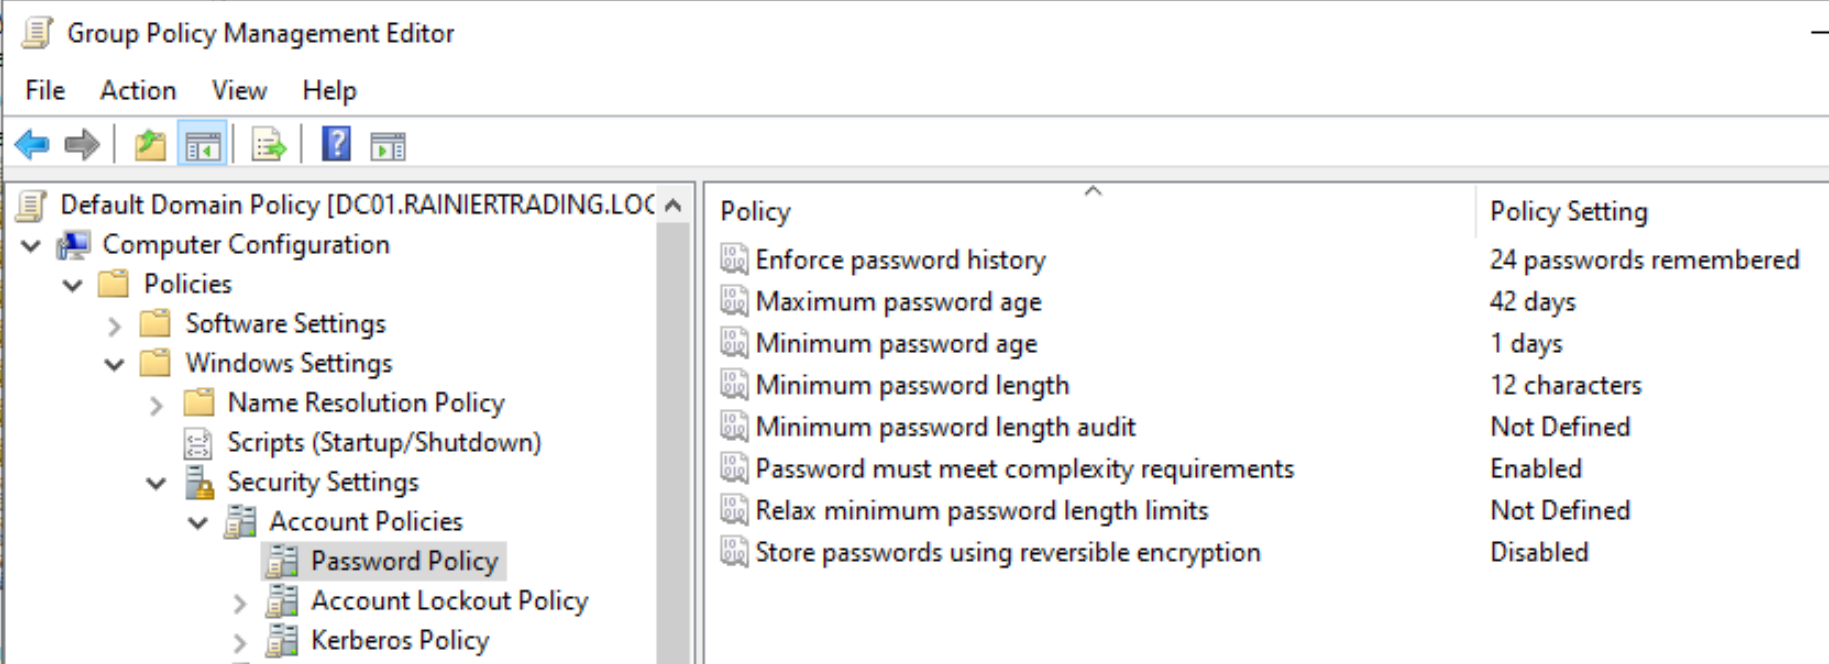 Group Policy Management Editor
File Action View Help
Default Domain Policy [DC01.RAINIERTRADING.LOC
Computer Configuration
Policies
Software Settings
Windows Settings
Name Resolution Policy
Scripts (Startup/Shutdown)
Security Settings
Account Policies
Password Policy
Account Lockout Policy
Kerberos Policy
Policy Policy Setting
Enforce password history 24 passwords remembered
Maximum password age 42 days
Minimum password age 1 days
Minimum password length 12 characters
Minimum password length audit Not Defined
Password must meet complexity requirements Enabled
Relax minimum password length limits Not Defined
Store passwords using reversible encryption Disabled